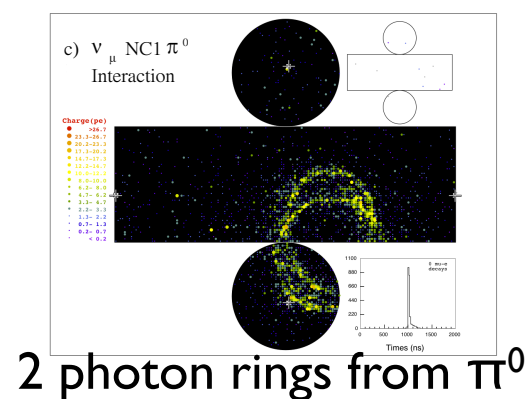 c) ν μ NC1 π⁰
Interaction
Charge(pe)
>26.7
23.3-26.7
20.2-23.3
17.3-20.2
14.7-17.3
12.2-14.7
10.0-12.2
8.0-10.0
6.2- 8.0
4.7- 6.2
3.3- 4.7
2.2- 3.3
1.3- 2.2
0.7- 1.3
0.2- 0.7
< 0.2
0 mu-e
decays
1100
880
660
440
220
0
0 500 1000 1500 2000
Times (ns)
2 photon rings from π⁰